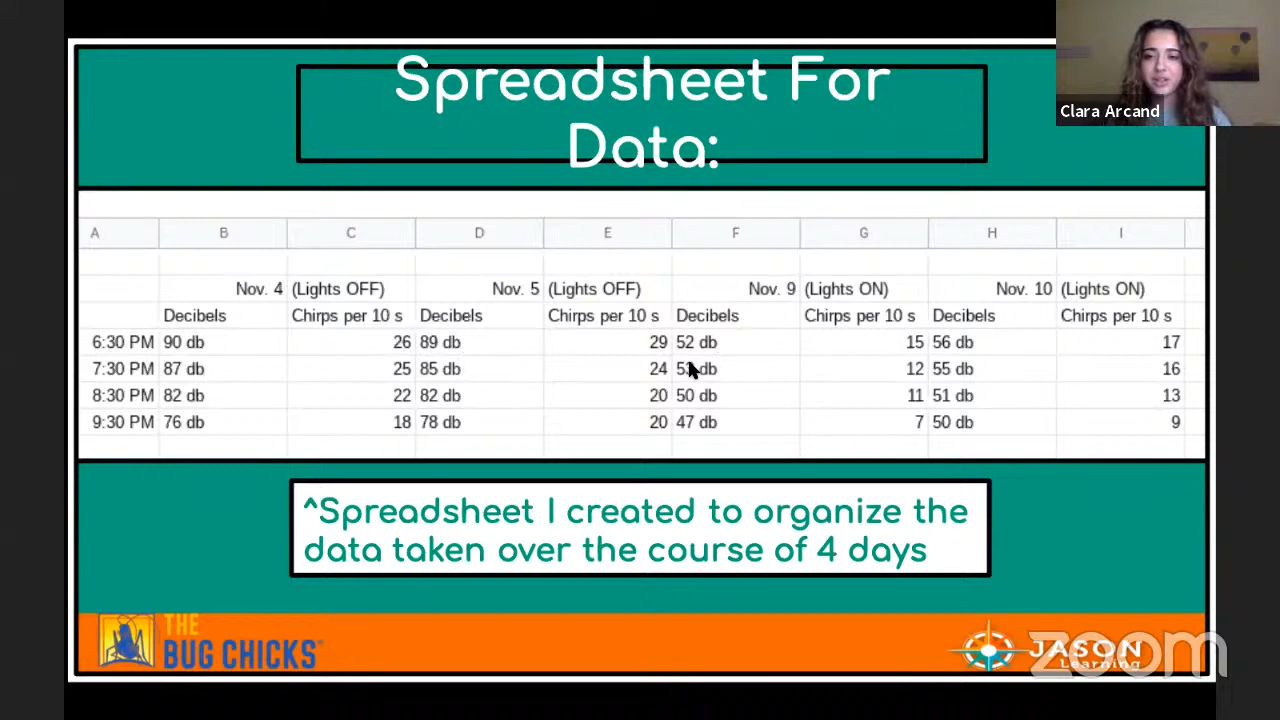 Spreadsheet For
Data:
Clara Arcand
A B C D E F G H I
Nov. 4 (Lights OFF) Nov. 5 (Lights OFF) Nov. 9 (Lights ON) Nov. 10 (Lights ON)
Decibels Chirps per 10 s Decibels Chirps per 10 s Decibels Chirps per 10 s Decibels Chirps per 10 s
6:30 PM 90 db 26 89 db 29 52 db 15 56 db 17
7:30 PM 87 db 25 85 db 24 db 12 55 db 16
8:30 PM 82 db 22 82 db 20 50 db 11 51 db 13
9:30 PM 76 db 18 78 db 20 47 db 7 50 db 9
^Spreadsheet I created to organize the
data taken over the course of 4 days
THE
BUG CHICKS
JASON
Learning
zoom